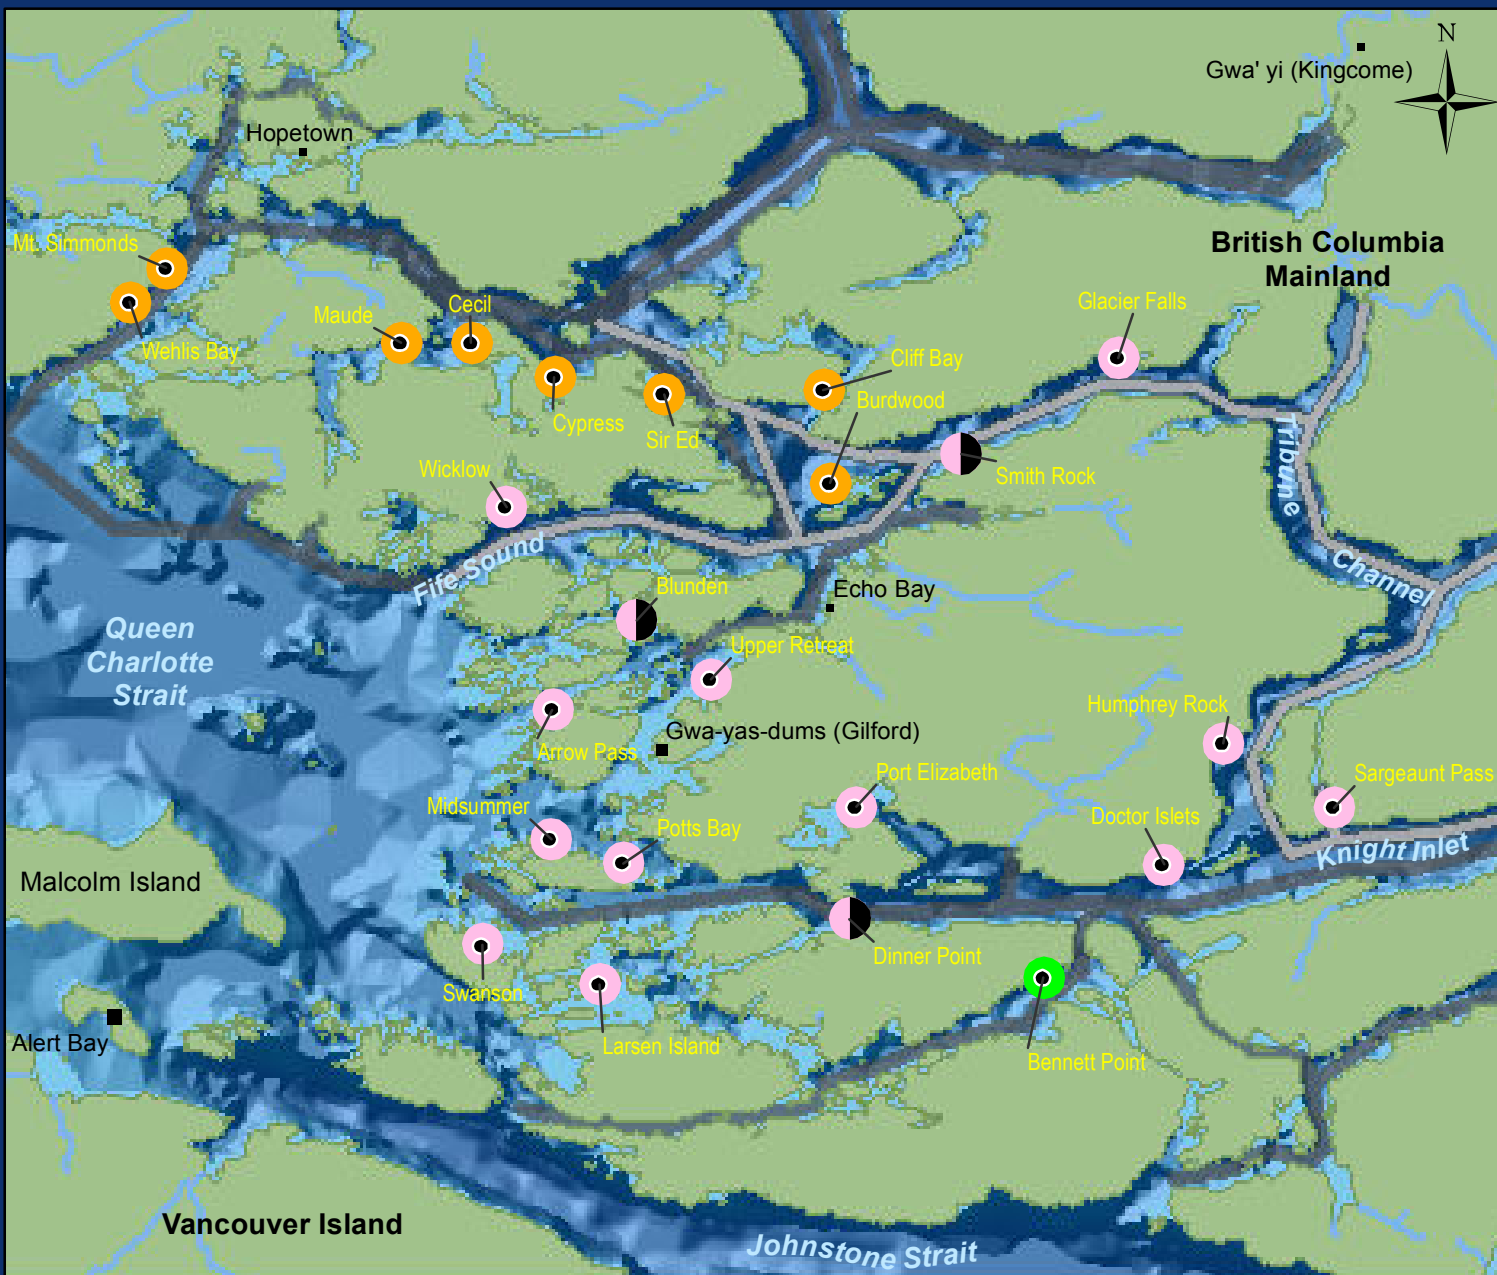 N
Gwa' yi (Kingcome)
Hopetown
British Columbia
Mainland
Mt. Simmonds
Wehlis Bay
Maude
Cecil
Cypress
Sir Ed
Cliff Bay
Burdwood
Glacier Falls
Smith Rock
Tribune
Channel
Wicklow
Fife Sound
Blunden
Echo Bay
Upper Retreat
Queen
Charlotte
Strait
Arrow Pass
Gwa-yas-dums (Gilford)
Humphrey Rock
Port Elizabeth
Sargeaunt Pass
Midsummer
Potts Bay
Doctor Islets
Knight Inlet
Malcolm Island
Dinner Point
Swanson
Larsen Island
Bennett Point
Alert Bay
Vancouver Island
Johnstone Strait